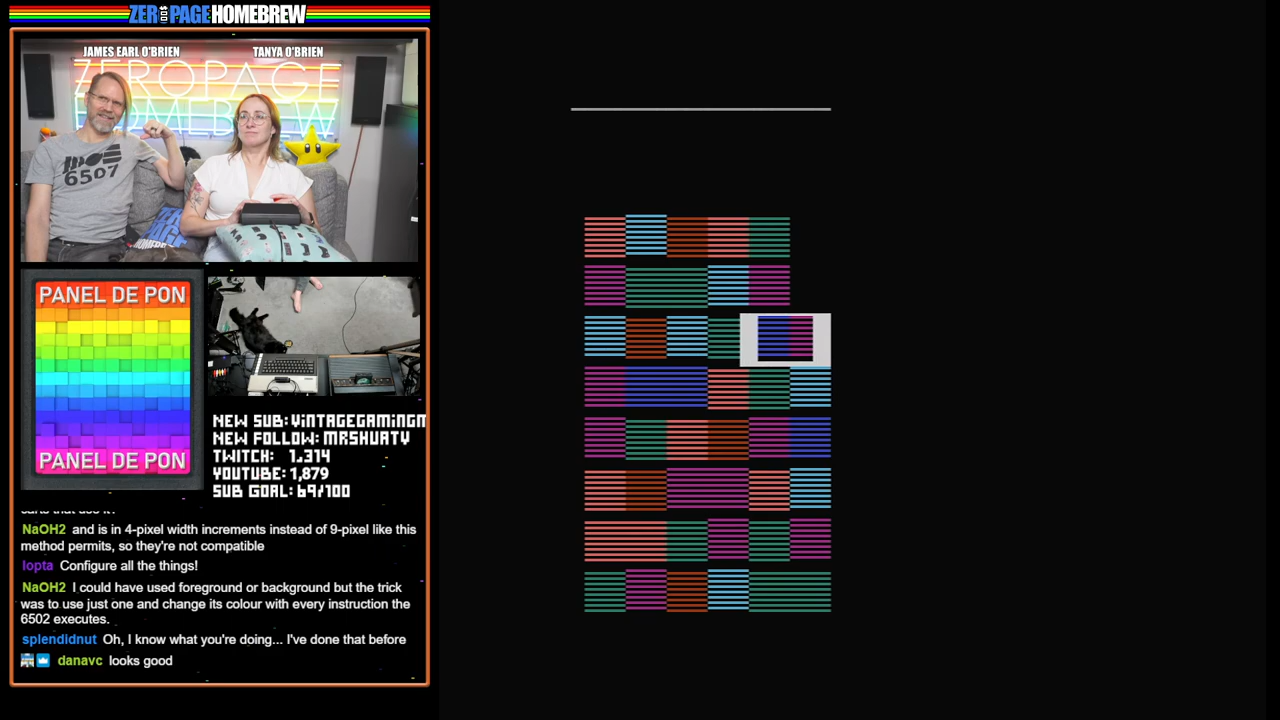 ZEROPAGE HOMEBREW
JAMES EARL O'BRIEN
TANYA O'BRIEN
ZEROPAGE
HOMEBREW
6507
ZERO
PAGE
HOMEBREW
PANEL DE PON
PANEL DE PON
NEW SUB: VINTAGEGAMINGM
NEW FOLLOW: MRSHUATV
TWITCH: 1,314
YOUTUBE: 1,879
SUB GOAL: 69/100
NaOH2 and is in 4-pixel width increments instead of 9-pixel like this
method permits, so they're not compatible
lopta Configure all the things!
NaOH2 I could have used foreground or background but the trick
was to use just one and change its colour with every instruction the
6502 executes.
splendidnut Oh, I know what you're doing... I've done that before
danavc looks good